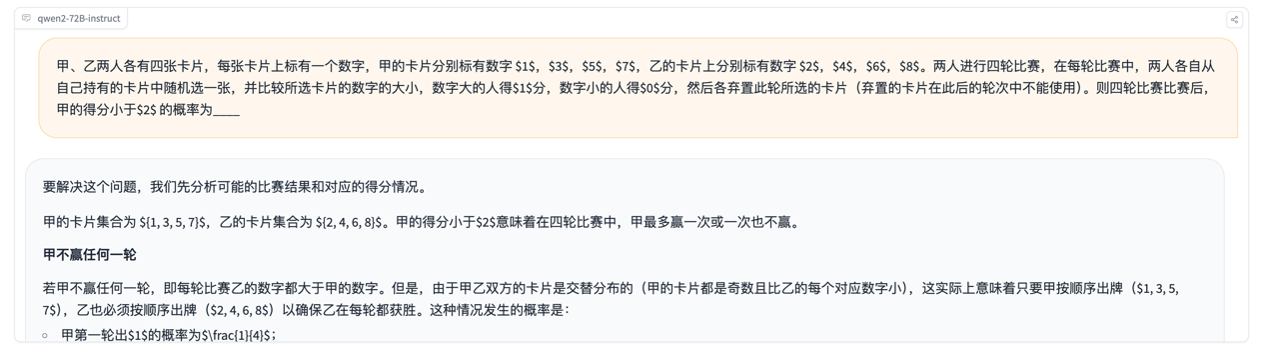 qwen2-72B-instruct
甲、乙两人各有四张卡片，每张卡片上标有一个数字，甲的卡片分别标有数字 $1$，$3$，$5$，$7$，乙的卡片上分别标有数字 $2$，$4$，$6$，$8$。两人进行四轮比赛，在每轮比赛中，两人各自从
自己持有的卡片中随机选一张，并比较所选卡片的数字的大小，数字大的人得$1$分，数字小的人得$0$分，然后各弃置此轮所选的卡片（弃置的卡片在此后的轮次中不能使用）。则四轮比赛比赛后，
甲的得分小于$2$ 的概率为____
要解决这个问题，我们先分析可能的比赛结果和对应的得分情况。
甲的卡片集合为 ${1, 3, 5, 7}$，乙的卡片集合为 ${2, 4, 6, 8}$。甲的得分小于$2$意味着在四轮比赛中，甲最多赢一次或一次也不赢。
甲不赢任何一轮
若甲不赢任何一轮，即每轮比赛乙的数字都大于甲的数字。但是，由于甲乙双方的卡片是交替分布的（甲的卡片都是奇数且比乙的每个对应数字小），这实际上意味着只要甲按顺序出牌（$1, 3, 5,
7$），乙也必须按顺序出牌（$2, 4, 6, 8$）以确保乙在每轮都获胜。这种情况发生的概率是：
甲第一轮出$1$的概率为$\frac{1}{4}$；